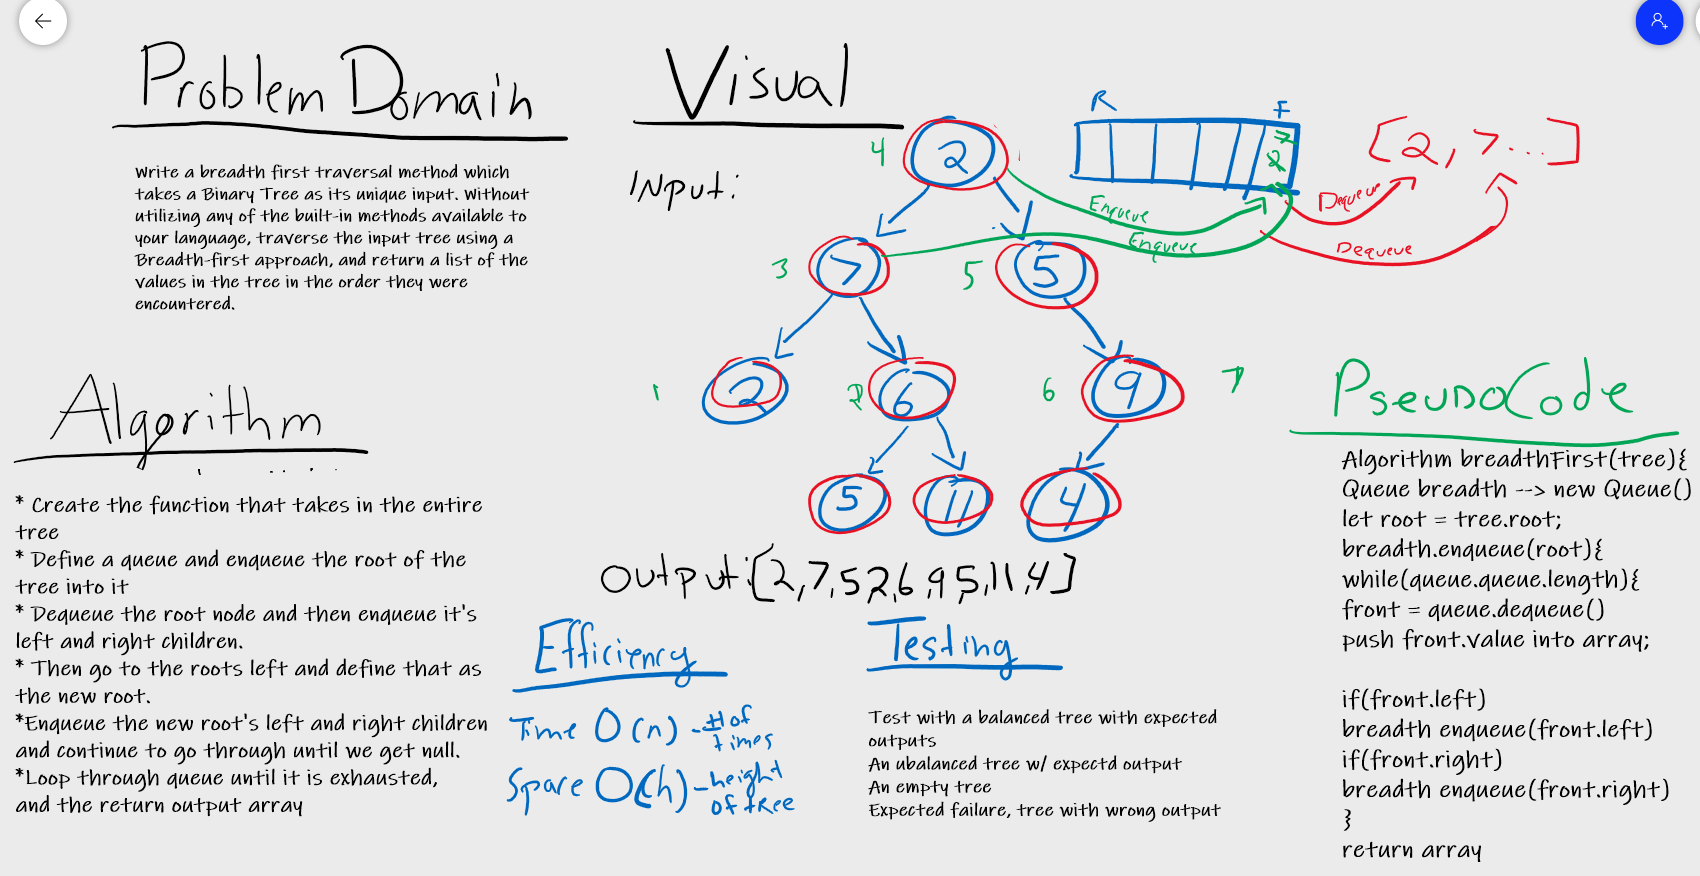 Problem Domain
Write a breadth first traversal method which
takes a Binary Tree as its unique input. Without
utilizing any of the built-in methods available to
your language, traverse the input tree using a
Breadth-first approach, and return a list of the
values in the tree in the order they were
encountered.
Algorithm
* Create the function that takes in the entire
tree
* Define a queue and enqueue the root of the
tree into it
* Dequeue the root node and then enqueue it's
left and right children.
* Then go to the roots left and define that as
the new root.
*Enqueue the new root's left and right children
and continue to go through until we get null.
*Loop through queue until it is exhausted,
and the return output array
Visual
Input:
R F
7
2
[2, 7...]
4 2
Enqueue Dequeue
Enqueue Dequeue
3 7 5 5
1 2 2 6 6 9 7
5 11 4
Output:[2,7,5,2,6,9,5,11,4]
Efficiency
Time O(n) - # of
times
Space O(h) - height
of tree
Testing
Test with a balanced tree with expected
outputs
An ubalanced tree w/ expectd output
An empty tree
Expected failure, tree with wrong output
PseudoCode
Algorithm breadthFirst(tree){
Queue breadth --> new Queue()
let root = tree.root;
breadth.enqueue(root){
while(queue.queue.length){
front = queue.dequeue()
push front.value into array;
if(front.left)
breadth enqueue(front.left)
if(front.right)
breadth enqueue(front.right)
}
return array